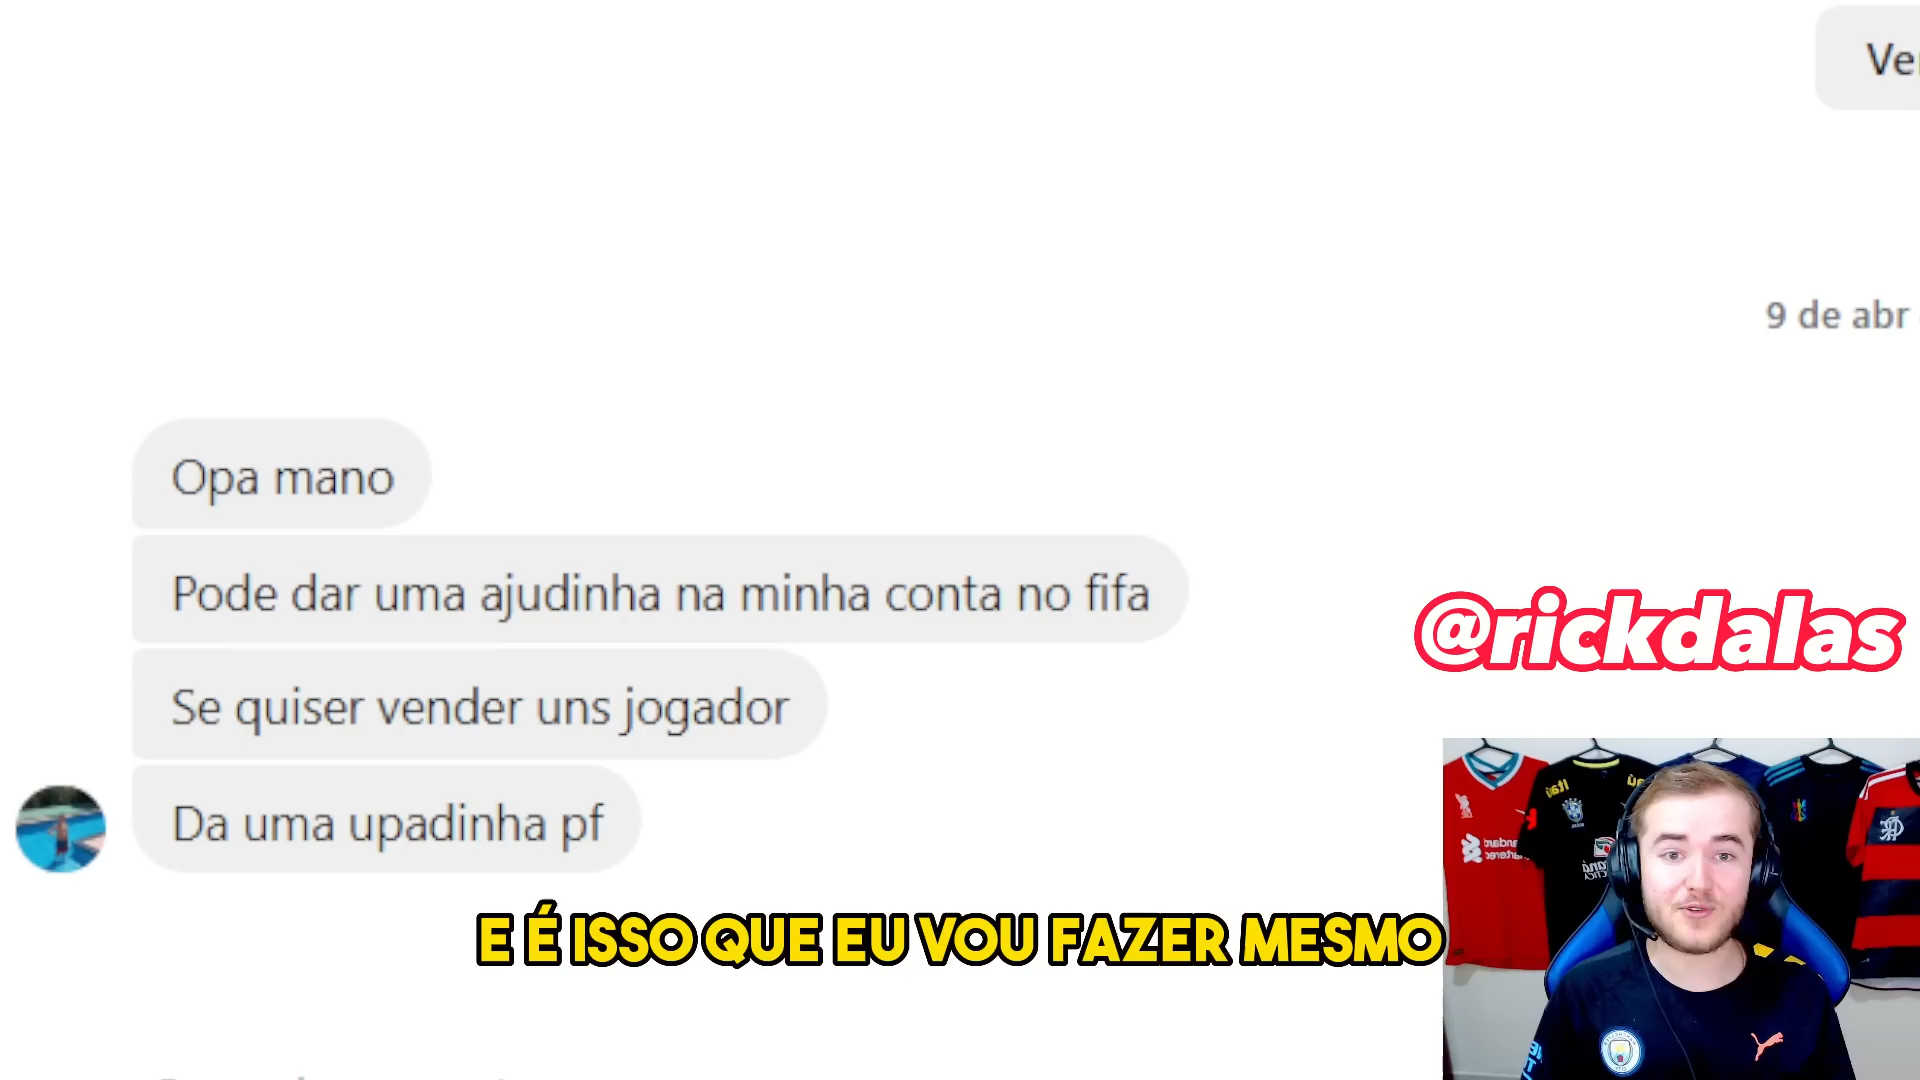 Ve
9 de abr
Opa mano
Pode dar uma ajudinha na minha conta no fifa
Se quiser vender uns jogador
Da uma upadinha pf
@rickdalas
E É ISSO QUE EU VOU FAZER MESMO
Itaú